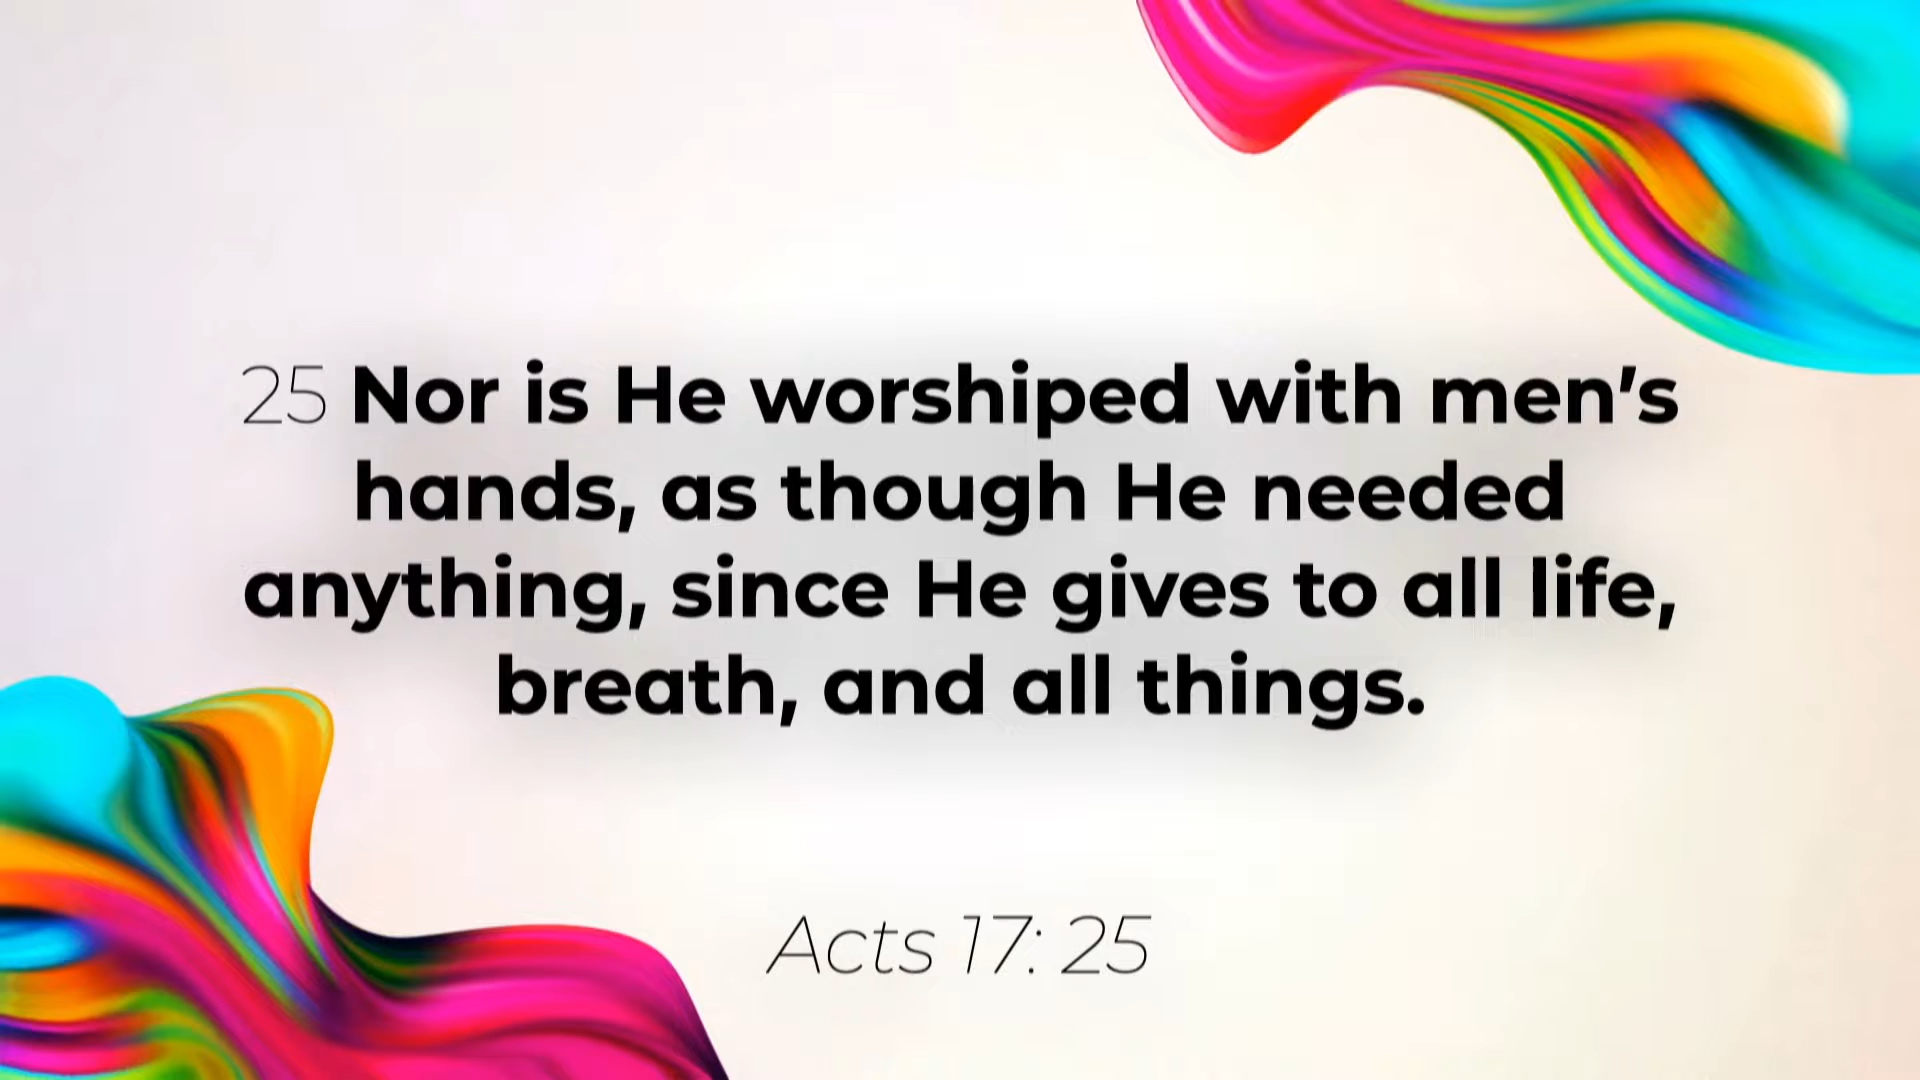 25 Nor is He worshiped with men’s
hands, as though He needed
anything, since He gives to all life,
breath, and all things.
Acts 17: 25